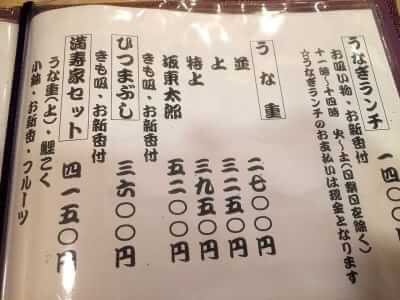 うなぎランチ 一四〇〇
お吸い物・お新香付
十一時～十四時 火～土(日祭日を除く)
☆うなぎランチのお支払いは現金となります
うな重
並 二七〇〇円
上 三二五〇円
特上 三九五〇円
坂東太郎 五二〇〇円
きも吸・お新香付
ひつまぶし 三六〇〇円
きも吸・お新香付
満寿家セット 四一五〇円
うな重(上)・鯉こく
小鉢・お新香・フルーツ